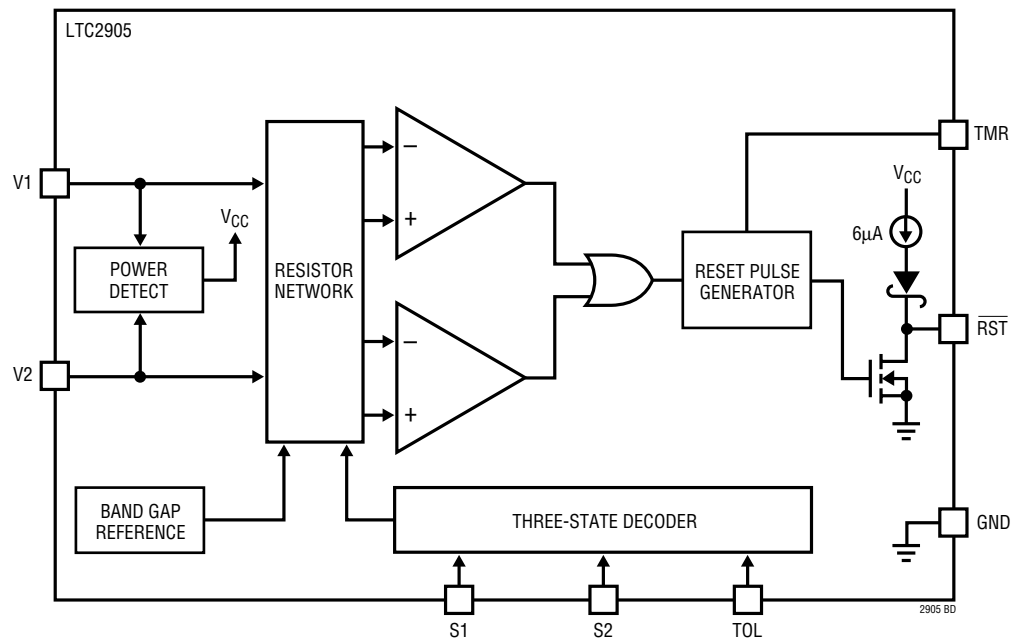 LTC2905
V1
V2
POWER
DETECT
VCC
RESISTOR
NETWORK
–
+
–
+
RESET PULSE
GENERATOR
TMR
VCC
6µA
RST
GND
BAND GAP
REFERENCE
THREE-STATE DECODER
S1
S2
TOL
2905 BD